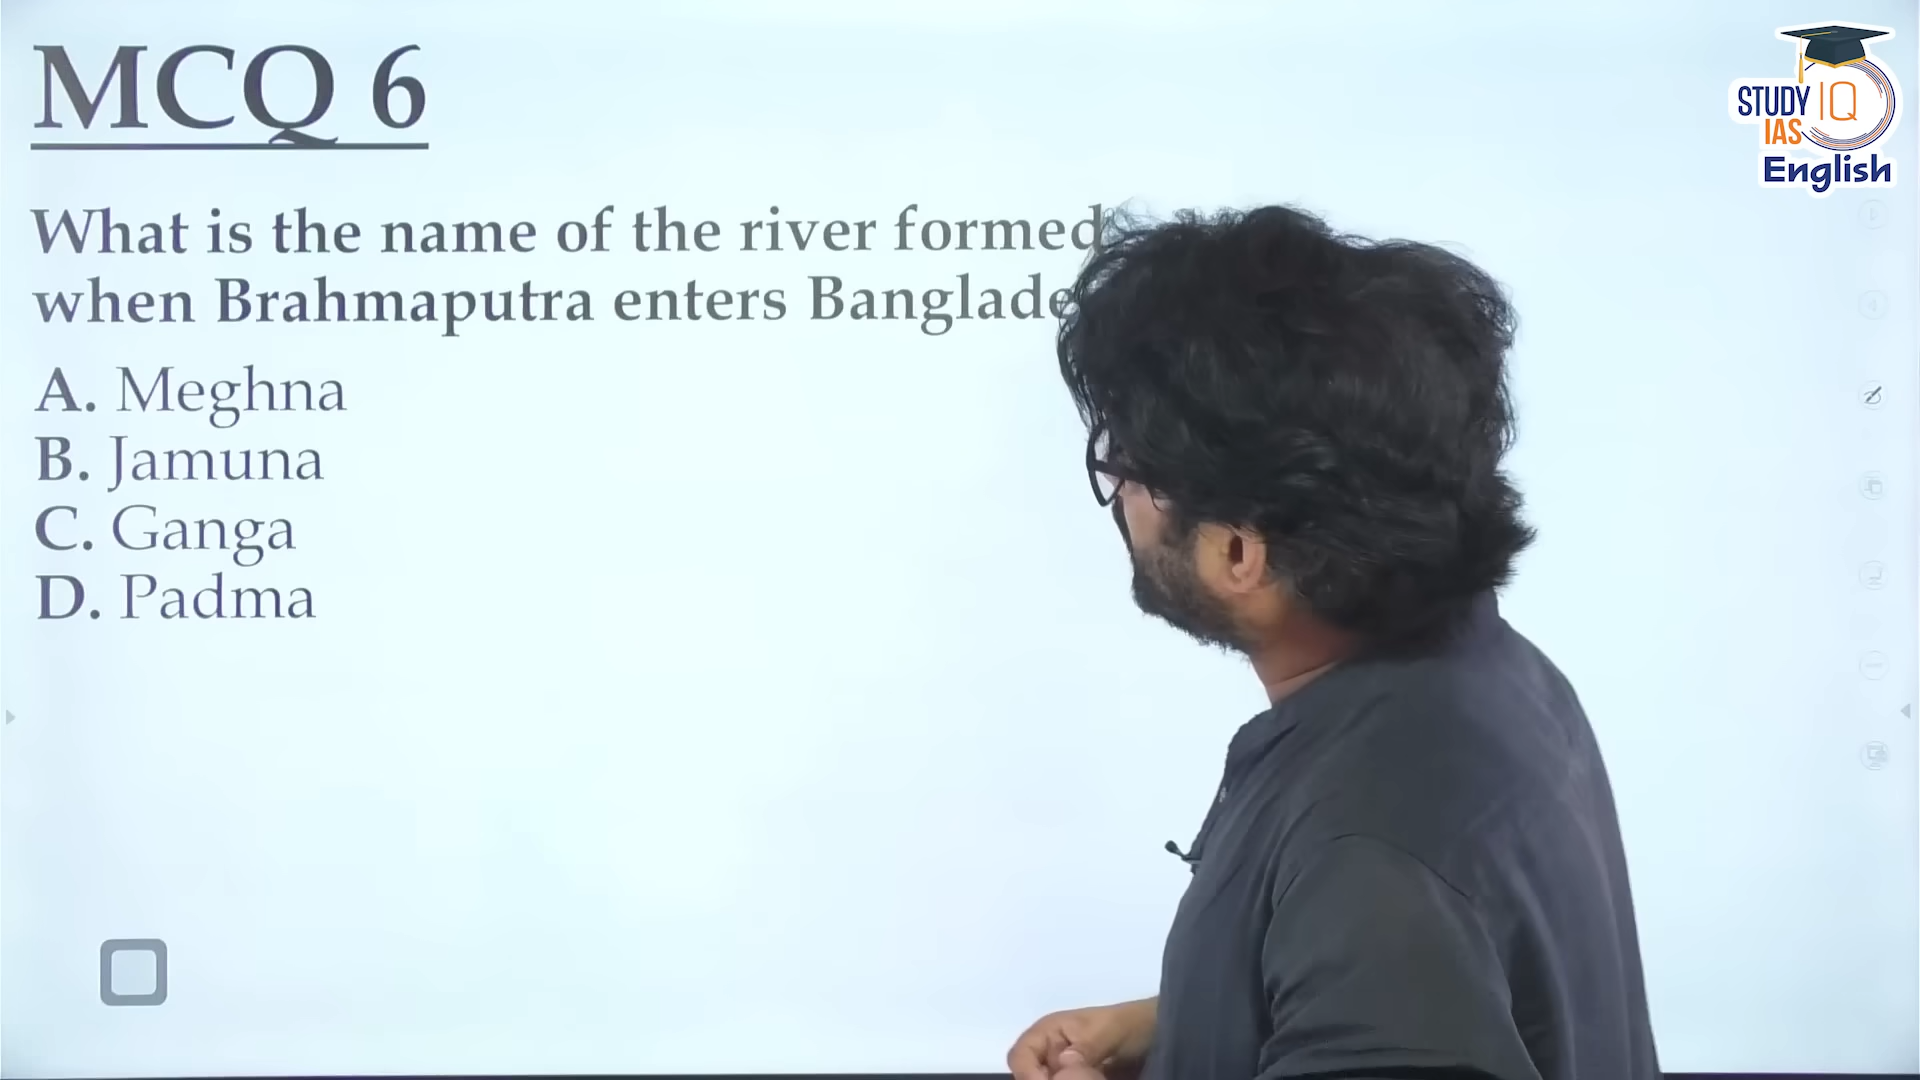 MCQ 6
What is the name of the river formed
when Brahmaputra enters
A. Meghna
B. Jamuna
C. Ganga
D. Padma
STUDY IQ
IAS
English